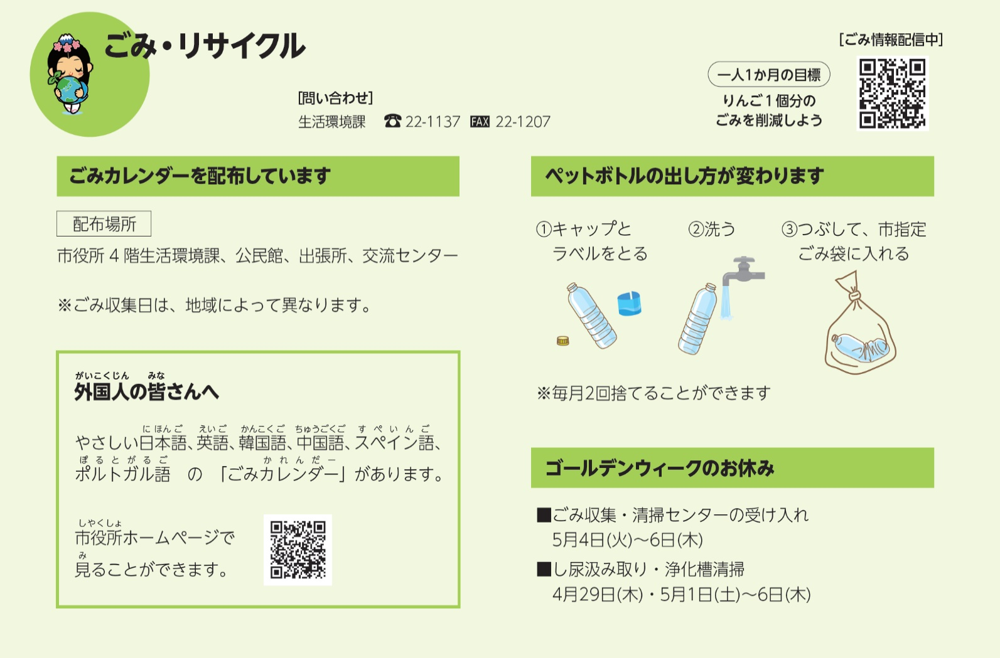 ごみ・リサイクル
[問い合わせ]
生活環境課 ☎ 22-1137 FAX 22-1207
[ごみ情報配信中]
一人1か月の目標
りんご1個分の
ごみを削減しよう
ごみカレンダーを配布しています
配布場所
市役所4階生活環境課、公民館、出張所、交流センター
※ごみ収集日は、地域によって異なります。
がいこくじん みな
外国人の皆さんへ
にほんご えいご かんこくご ちゅうごくご すぺいんご
やさしい日本語、英語、韓国語、中国語、スペイン語、
ぽるとがるご かれんだー
ポルトガル語 の 「ごみカレンダー」があります。
しやくしょ
市役所ホームページで
み
見ることができます。
ペットボトルの出し方が変わります
①キャップと
ラベルをとる
②洗う
③つぶして、市指定
ごみ袋に入れる
※毎月2回捨てることができます
ゴールデンウィークのお休み
■ごみ収集・清掃センターの受け入れ
5月4日(火)～6日(木)
■し尿汲み取り・浄化槽清掃
4月29日(木)・5月1日(土)～6日(木)